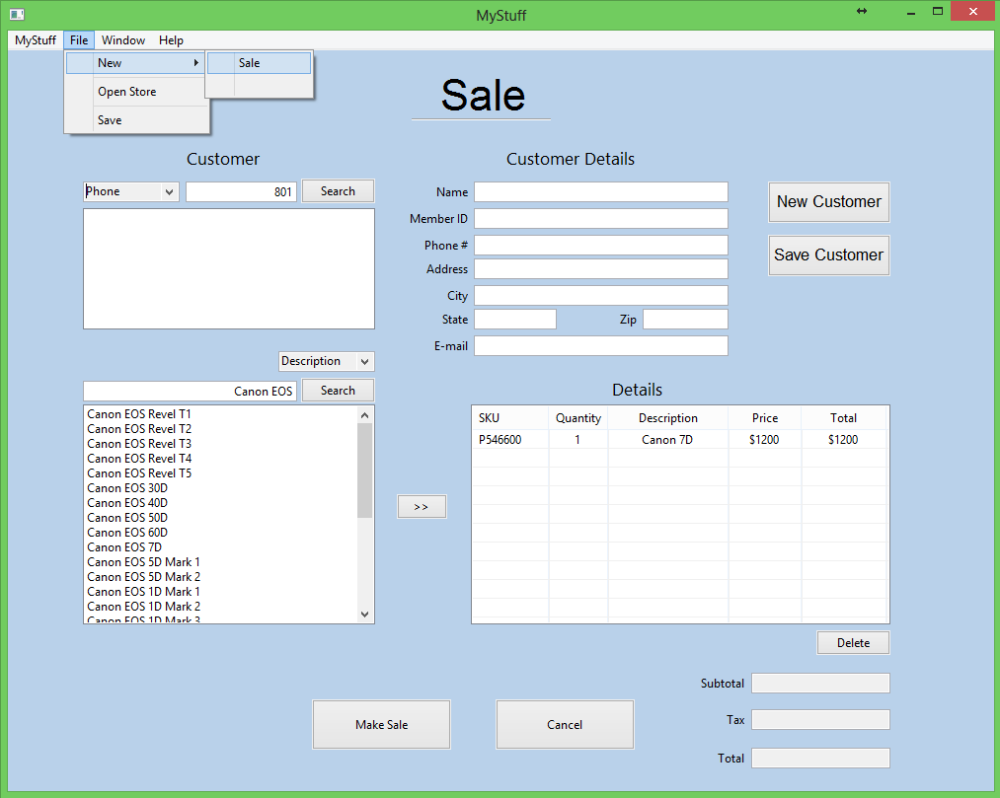 MyStuff
MyStuff File Window Help
New Sale
Open Store
Save
Sale
Customer
Phone 801 Search
Customer Details
Name
Member ID
Phone #
Address
City
State Zip
E-mail
New Customer
Save Customer
Description
Canon EOS Search
Canon EOS Revel T1
Canon EOS Revel T2
Canon EOS Revel T3
Canon EOS Revel T4
Canon EOS Revel T5
Canon EOS 30D
Canon EOS 40D
Canon EOS 50D
Canon EOS 60D
Canon EOS 7D
Canon EOS 5D Mark 1
Canon EOS 5D Mark 2
Canon EOS 1D Mark 1
Canon EOS 1D Mark 2
Canon EOS 1D Mark 3
>>
Details
SKU Quantity Description Price Total
P546600 1 Canon 7D $1200 $1200
Delete
Subtotal
Tax
Total
Make Sale Cancel